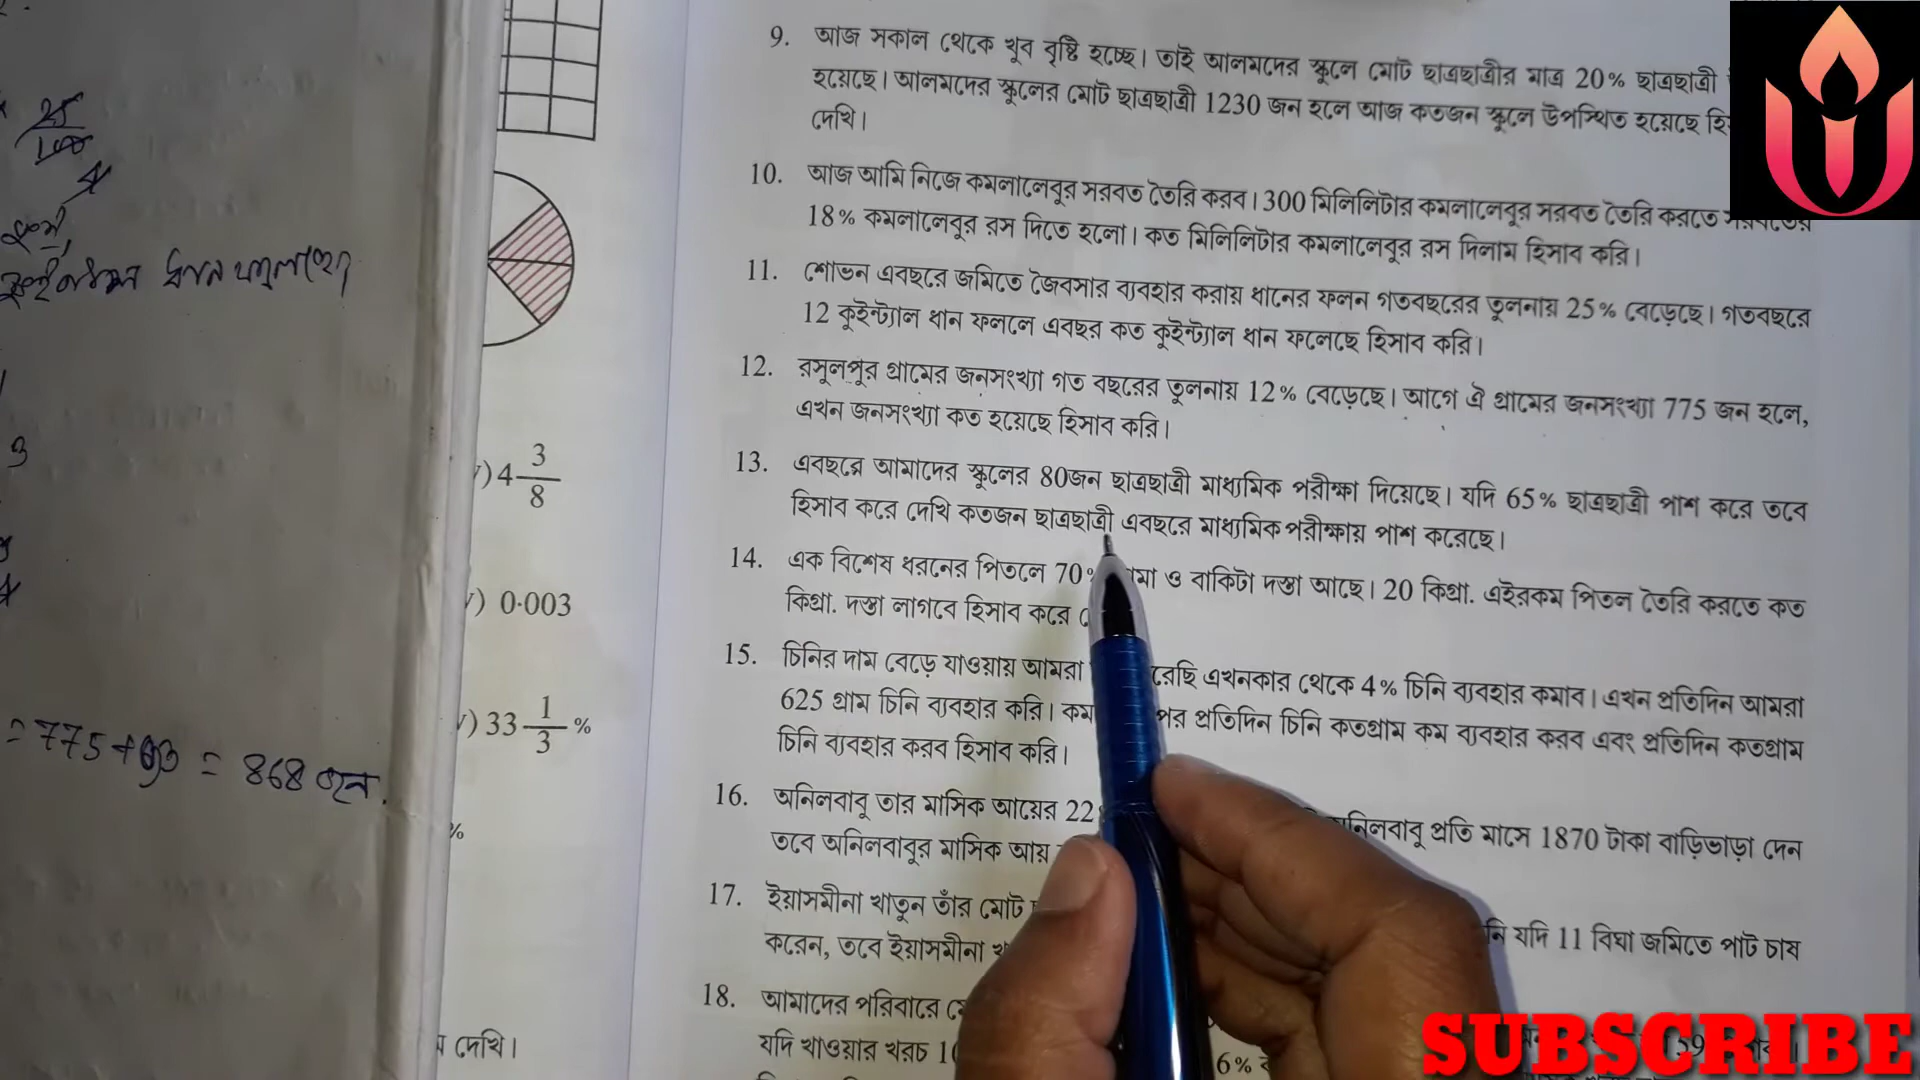 25
100
ধান ফলেছে।
= 775 + 93 = 868 জন.
) 4 3/8
) 0·003
) 33 1/3 %
%
দেখি।
9. আজ সকাল থেকে খুব বৃষ্টি হচ্ছে। তাই আলমদের স্কুলে মোট ছাত্রছাত্রীর মাত্র 20% ছাত্রছাত্রী
হয়েছে। আলমদের স্কুলের মোট ছাত্রছাত্রী 1230 জন হলে আজ কতজন স্কুলে উপস্থিত হয়েছে
দেখি।
10. আজ আমি নিজে কমলালেবুর সরবত তৈরি করব। 300 মিলিলিটার কমলালেবুর সরবত তৈরি করতে সরবতের
18% কমলালেবুর রস দিতে হলো। কত মিলিলিটার কমলালেবুর রস দিলাম হিসাব করি।
11. শোভন এবছরে জমিতে জৈবসার ব্যবহার করায় ধানের ফলন গতবছরের তুলনায় 25% বেড়েছে। গতবছরে
12 কুইন্ট্যাল ধান ফললে এবছর কত কুইন্ট্যাল ধান ফলেছে হিসাব করি।
12. রসুলপুর গ্রামের জনসংখ্যা গত বছরের তুলনায় 12% বেড়েছে। আগে ঐ গ্রামের জনসংখ্যা 775 জন হলে,
এখন জনসংখ্যা কত হয়েছে হিসাব করি।
13. এবছরে আমাদের স্কুলের 80জন ছাত্রছাত্রী মাধ্যমিক পরীক্ষা দিয়েছে। যদি 65% ছাত্রছাত্রী পাশ করে তবে
হিসাব করে দেখি কতজন ছাত্রছাত্রী এবছরে মাধ্যমিক পরীক্ষায় পাশ করেছে।
14. এক বিশেষ ধরনের পিতলে 70% ও বাকিটা দস্তা আছে। 20 কিগ্রা. এইরকম পিতল তৈরি করতে কত
কিগ্রা. দস্তা লাগবে হিসাব করে
15. চিনির দাম বেড়ে যাওয়ায় আমরা এখনকার থেকে 4% চিনি ব্যবহার কমাব। এখন প্রতিদিন আমরা
625 গ্রাম চিনি ব্যবহার করি। পর প্রতিদিন চিনি কতগ্রাম কম ব্যবহার করব এবং প্রতিদিন কতগ্রাম
চিনি ব্যবহার করব হিসাব করি।
16. অনিলবাবু তার মাসিক আয়ের 22 অনিলবাবু প্রতি মাসে 1870 টাকা বাড়িভাড়া দেন
তবে অনিলবাবুর মাসিক আয়
17. ইয়াসমীনা খাতুন তাঁর মোট যদি 11 বিঘা জমিতে পাট চাষ
করেন, তবে ইয়াসমীনা
18. আমাদের পরিবারে
যদি খাওয়ার খরচ 6%
SUBSCRIBE